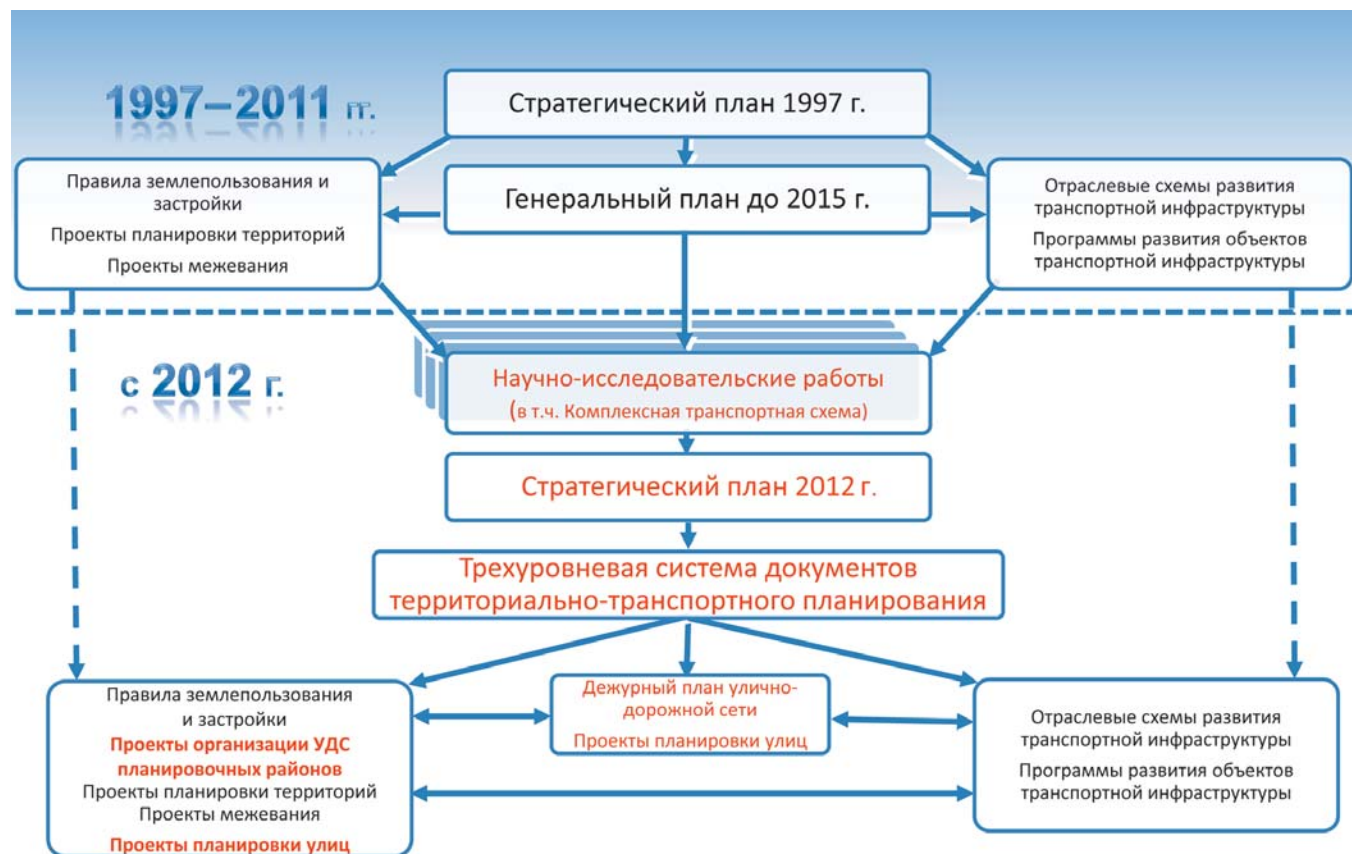 1997–2011 гг.
Стратегический план 1997 г.
Правила землепользования и
застройки
Проекты планировки территорий
Проекты межевания
Генеральный план до 2015 г.
Отраслевые схемы развития
транспортной инфраструктуры
Программы развития объектов
транспортной инфраструктуры
с 2012 г.
Научно-исследовательские работы
(в т.ч. Комплексная транспортная схема)
Стратегический план 2012 г.
Трехуровневая система документов
территориально-транспортного планирования
Правила землепользования
и застройки
Проекты организации УДС
планировочных районов
Проекты планировки территорий
Проекты межевания
Проекты планировки улиц
Дежурный план улично-
дорожной сети
Проекты планировки улиц
Отраслевые схемы развития
транспортной инфраструктуры
Программы развития объектов
транспортной инфраструктуры